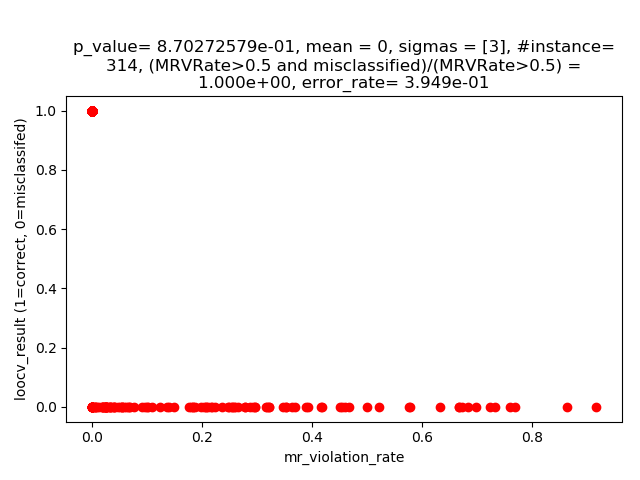 p_value= 8.70272579e-01, mean = 0, sigmas = [3], #instance=
314, (MRVRate>0.5 and misclassified)/(MRVRate>0.5) =
1.000e+00, error_rate= 3.949e-01
loocv_result (1=correct, 0=misclassifed)
1.0
0.8
0.6
0.4
0.2
0.0
0.0 0.2 0.4 0.6 0.8
mr_violation_rate